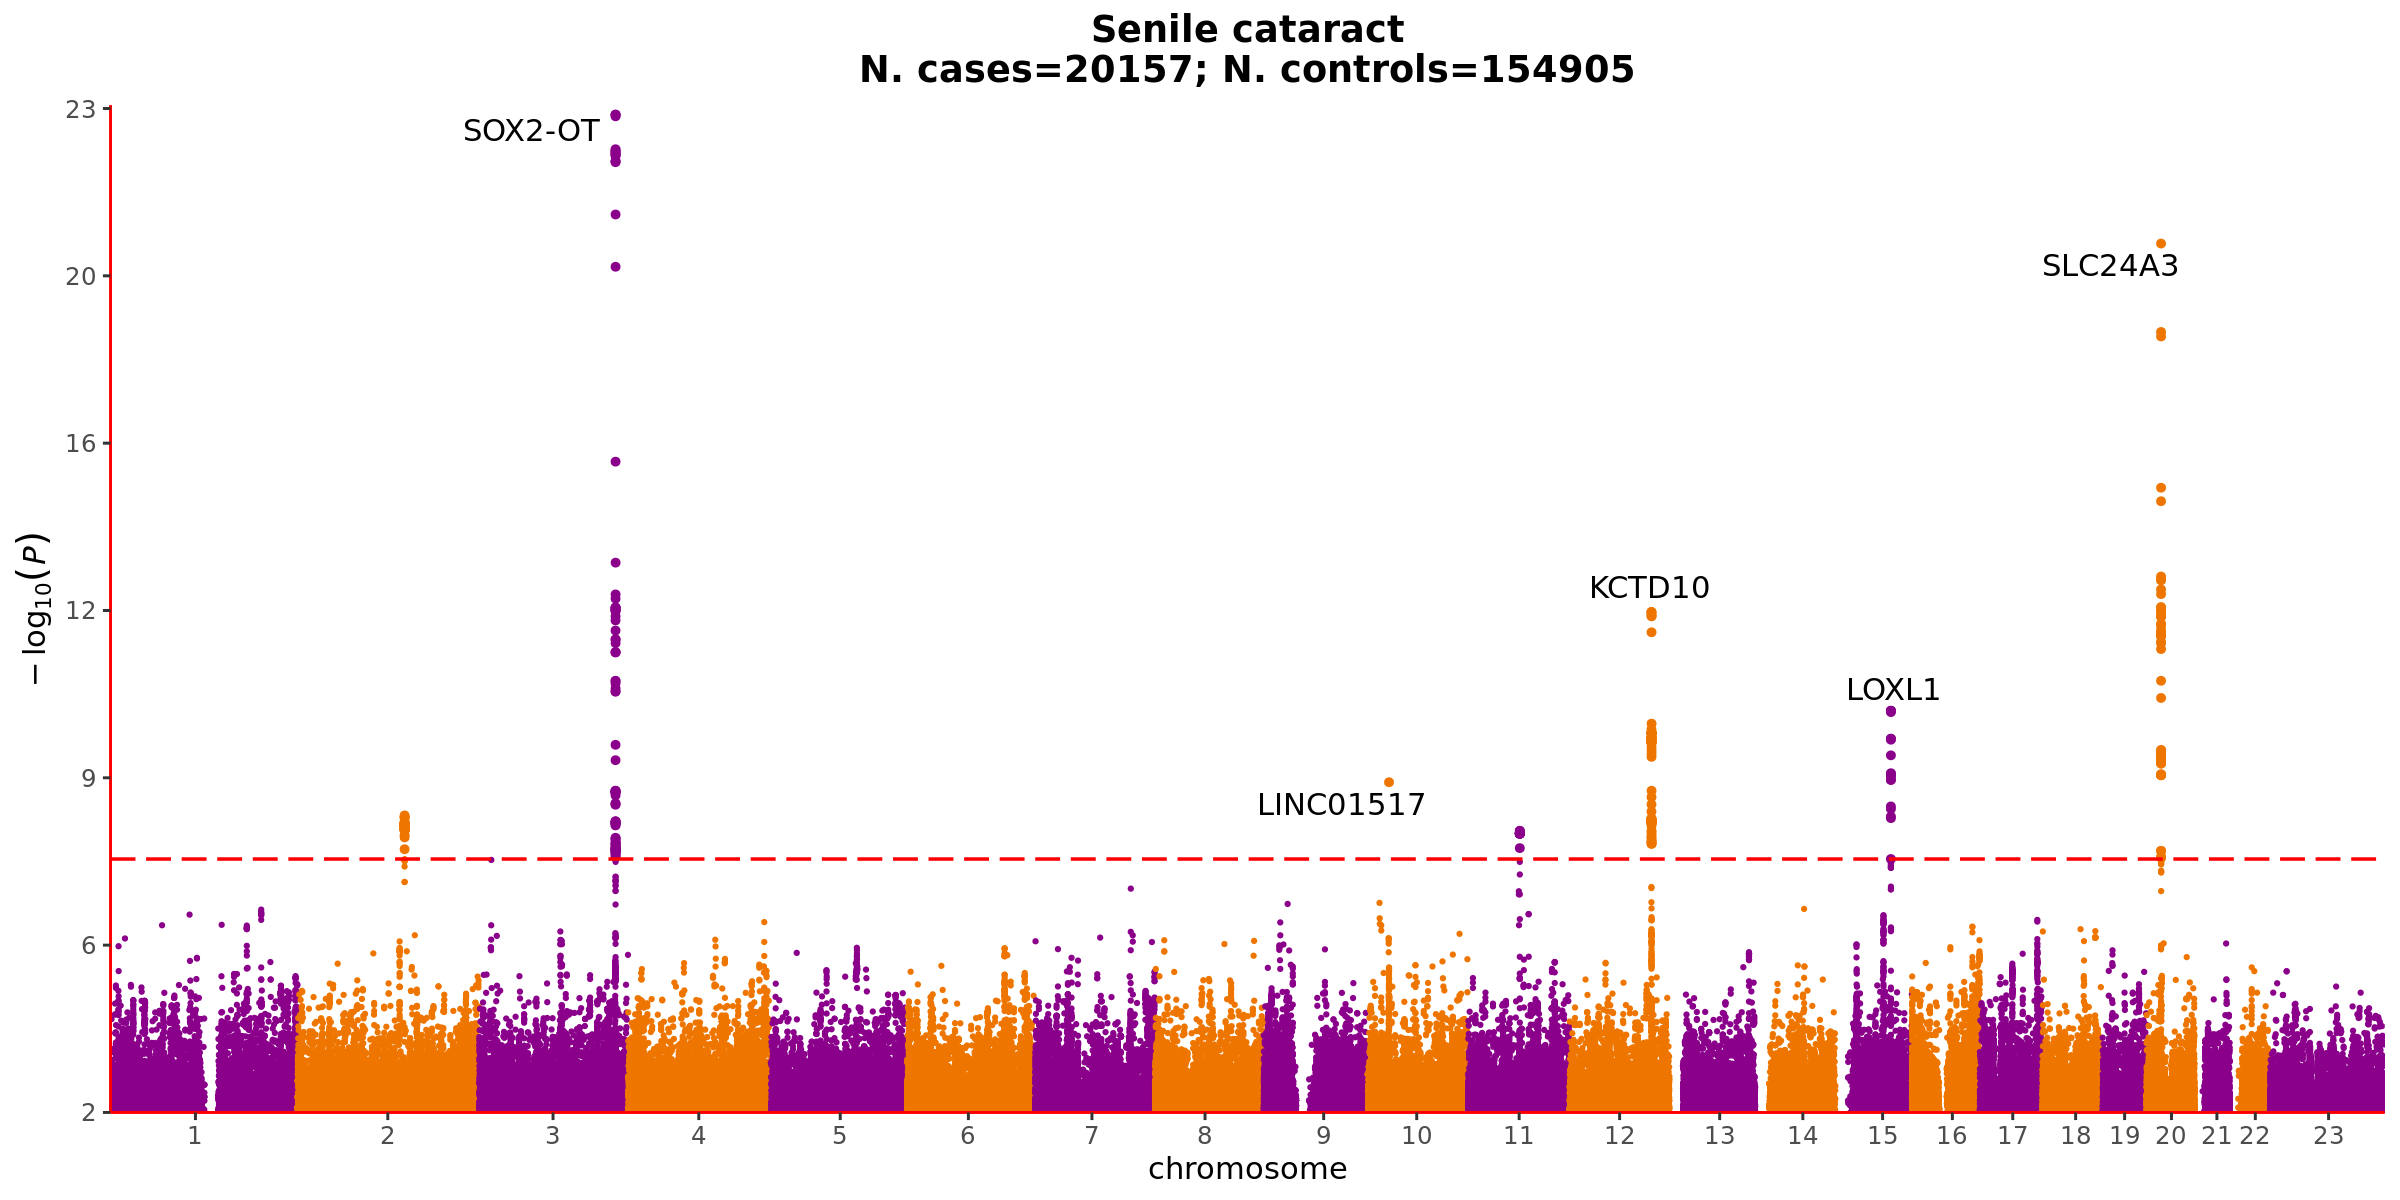 Senile cataract
N. cases=20157; N. controls=154905
23
SOX2-OT
20
SLC24A3
16
KCTD10
12
LOXL1
9
LINC01517
6
2
− log10(P)
1 2 3 4 5 6 7 8 9 10 11 12 13 14 15 16 17 18 19 20 21 22 23
chromosome